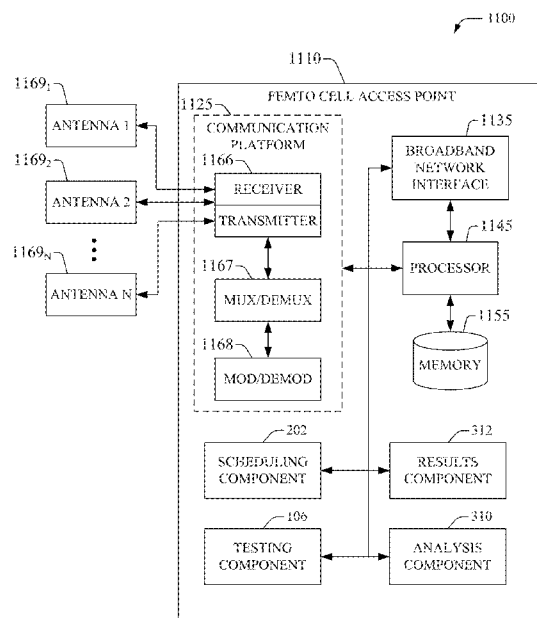 1100
1110
FEMTO CELL ACCESS POINT
1169₁
ANTENNA 1
1169₂
ANTENNA 2
1169N
ANTENNA N
1125
COMMUNICATION
PLATFORM
1166
RECEIVER
TRANSMITTER
1167
MUX/DEMUX
1168
MOD/DEMOD
1135
BROADBAND
NETWORK
INTERFACE
1145
PROCESSOR
1155
MEMORY
202
SCHEDULING
COMPONENT
312
RESULTS
COMPONENT
106
TESTING
COMPONENT
310
ANALYSIS
COMPONENT